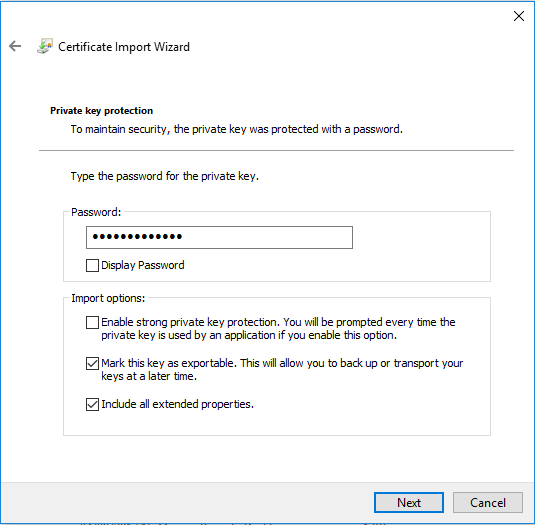 Certificate Import Wizard
Private key protection
To maintain security, the private key was protected with a password.
Type the password for the private key.
Password:
•••••••••••••
Display Password
Import options:
Enable strong private key protection. You will be prompted every time the
private key is used by an application if you enable this option.
Mark this key as exportable. This will allow you to back up or transport your
keys at a later time.
Include all extended properties.
Next
Cancel